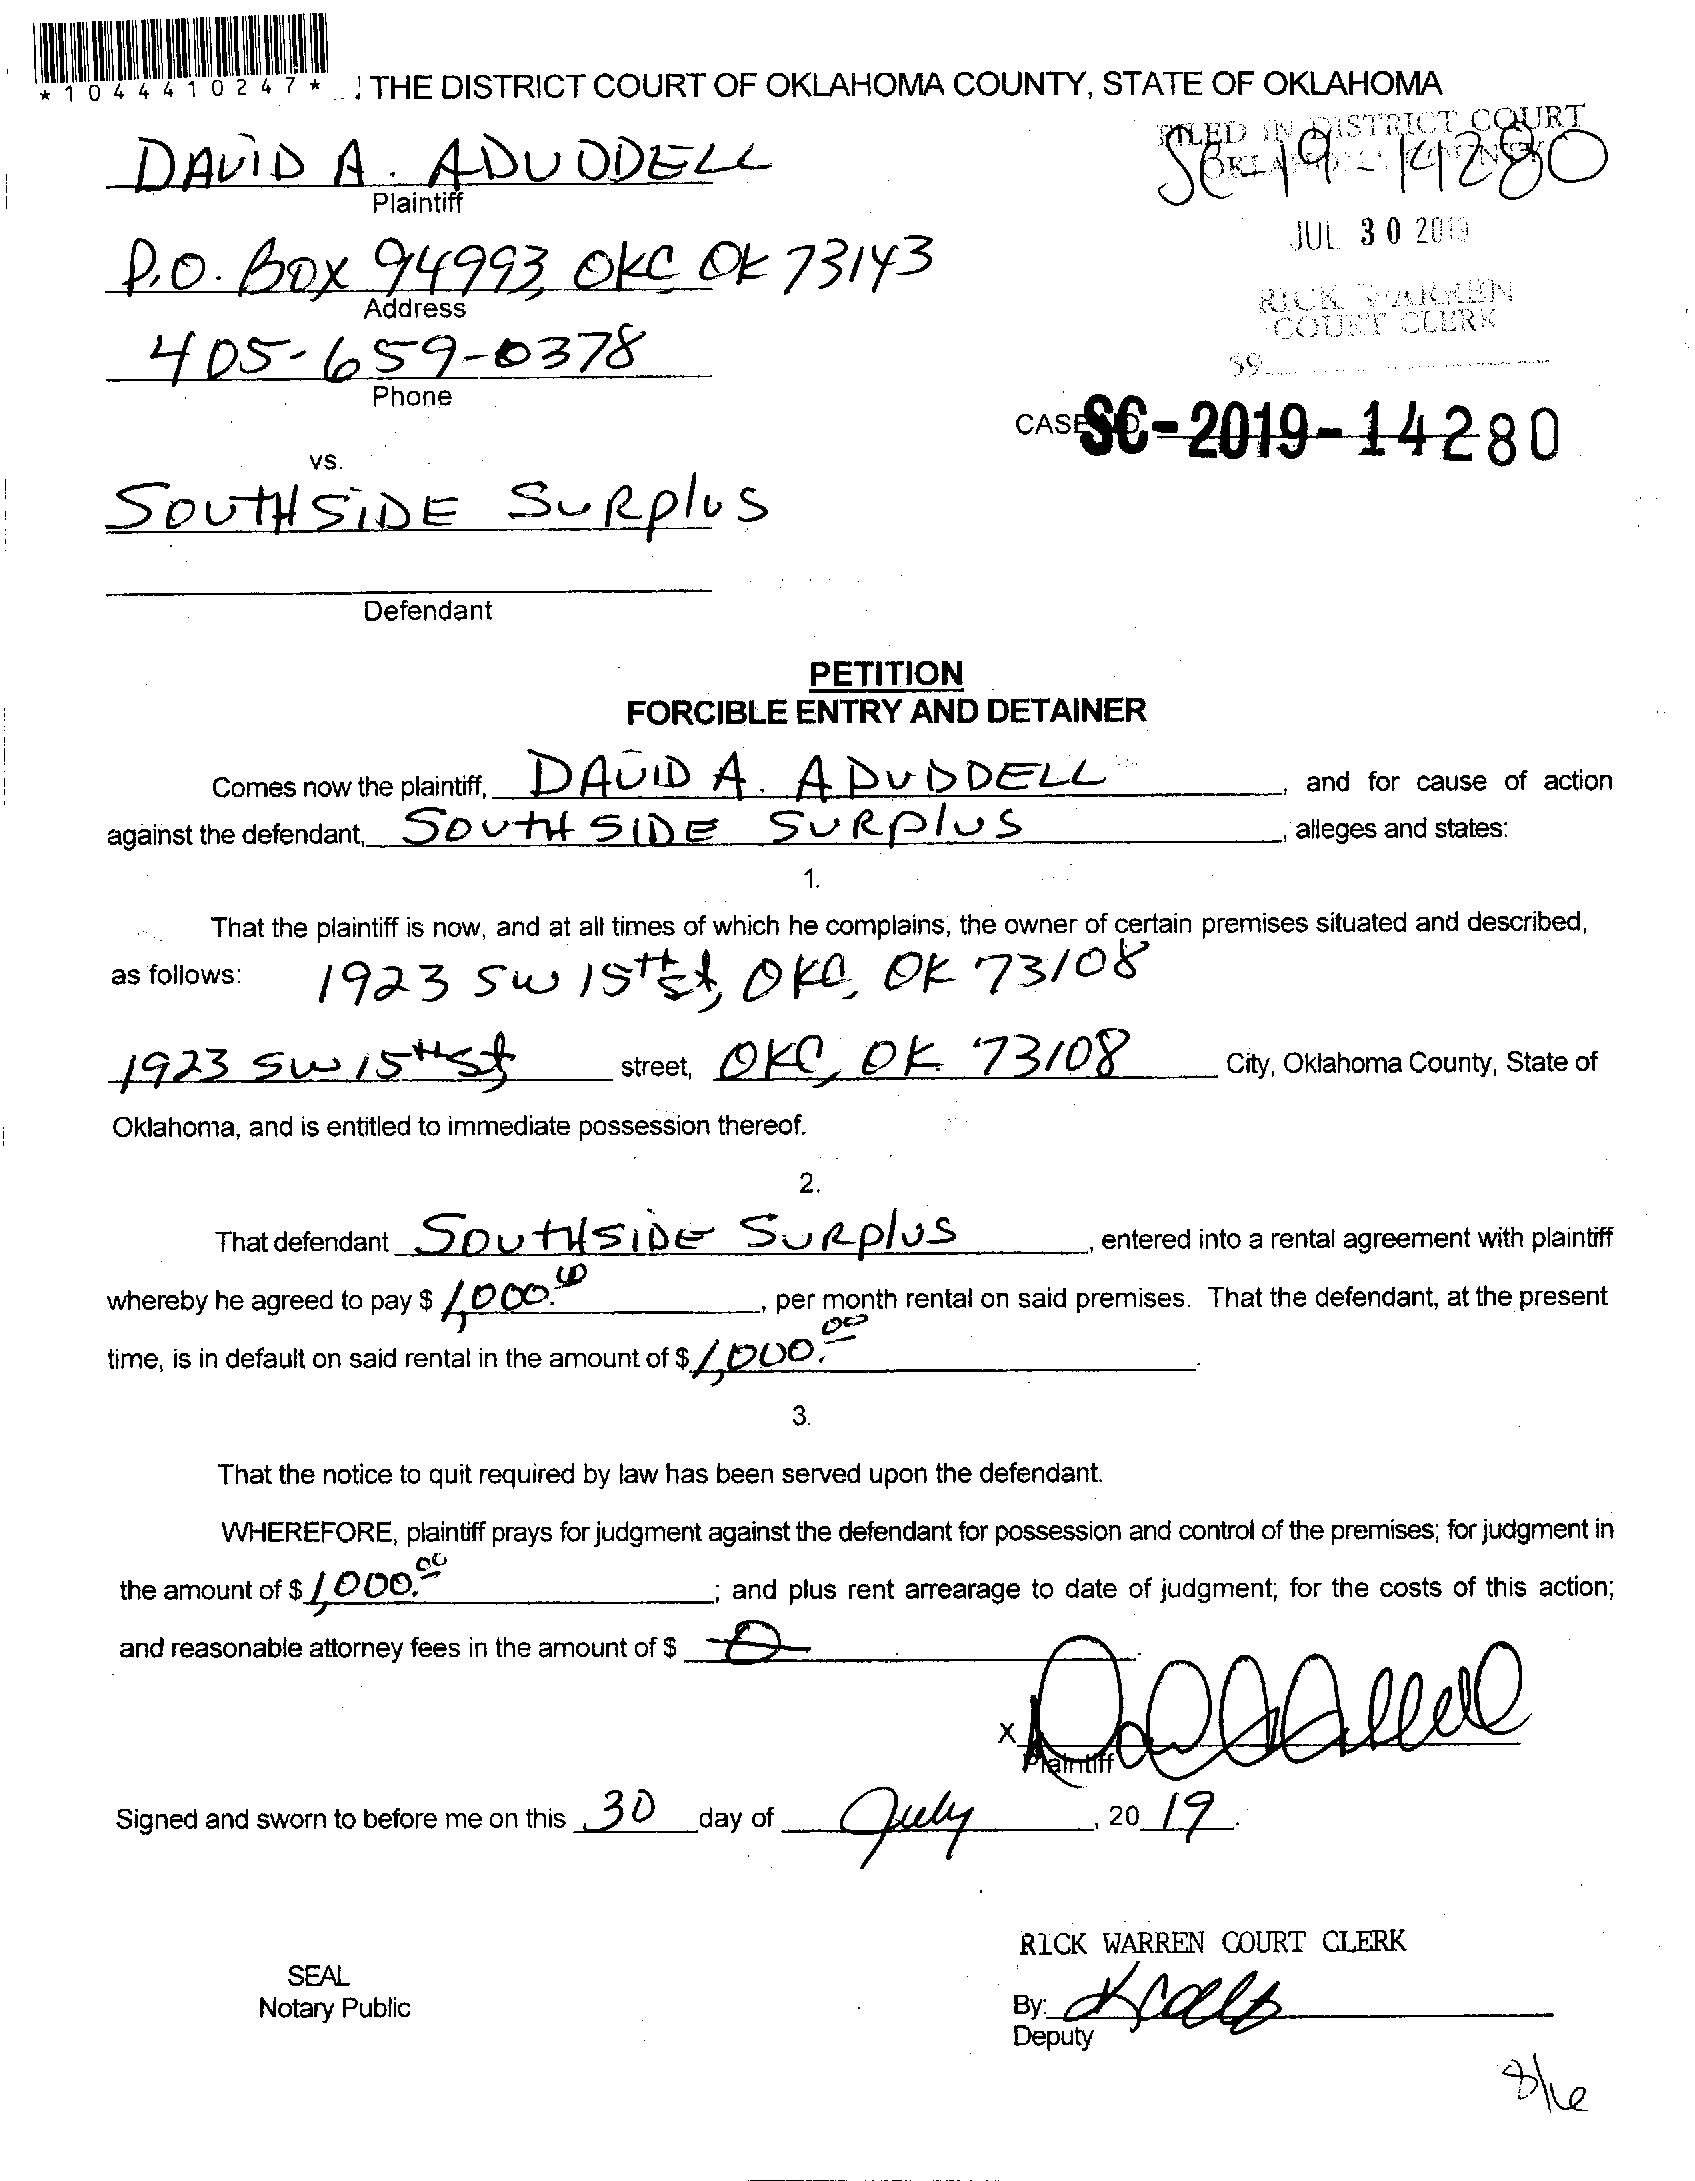 *1044410247*
THE DISTRICT COURT OF OKLAHOMA COUNTY, STATE OF OKLAHOMA
FILED IN DISTRICT COURT
SC-19-14280
DAVID A. ADUDDELL
Plaintiff
JUL 30 2019
P.O. Box 94993, OKC OK 73143
Address
RICK WARREN
COURT CLERK
405-659-0378
59
Phone
CASE SC-2019-14280
vs.
SOUTHSIDE SURplus
Defendant
PETITION
FORCIBLE ENTRY AND DETAINER
Comes now the plaintiff, DAVID A. ADUDDELL, and for cause of action
against the defendant, SOUTHSIDE SURplus, alleges and states:
1.
That the plaintiff is now, and at all times of which he complains, the owner of certain premises situated and described,
as follows: 1923 SW 15th St, OKC, OK 73108
1923 SW 15TH St street, OKC, OK 73108 City, Oklahoma County, State of
Oklahoma, and is entitled to immediate possession thereof.
2.
That defendant SOUTHSIDE SURplus, entered into a rental agreement with plaintiff
whereby he agreed to pay $ 1,000.00, per month rental on said premises. That the defendant, at the present
time, is in default on said rental in the amount of $ 1,000.00.
3.
That the notice to quit required by law has been served upon the defendant.
WHEREFORE, plaintiff prays for judgment against the defendant for possession and control of the premises; for judgment in
the amount of $ 1,000.00; and plus rent arrearage to date of judgment; for the costs of this action;
and reasonable attorney fees in the amount of $ 0.
X
Plaintiff
Signed and sworn to before me on this 30 day of July, 2019.
RICK WARREN COURT CLERK
SEAL
Notary Public
By:
Deputy
8/16